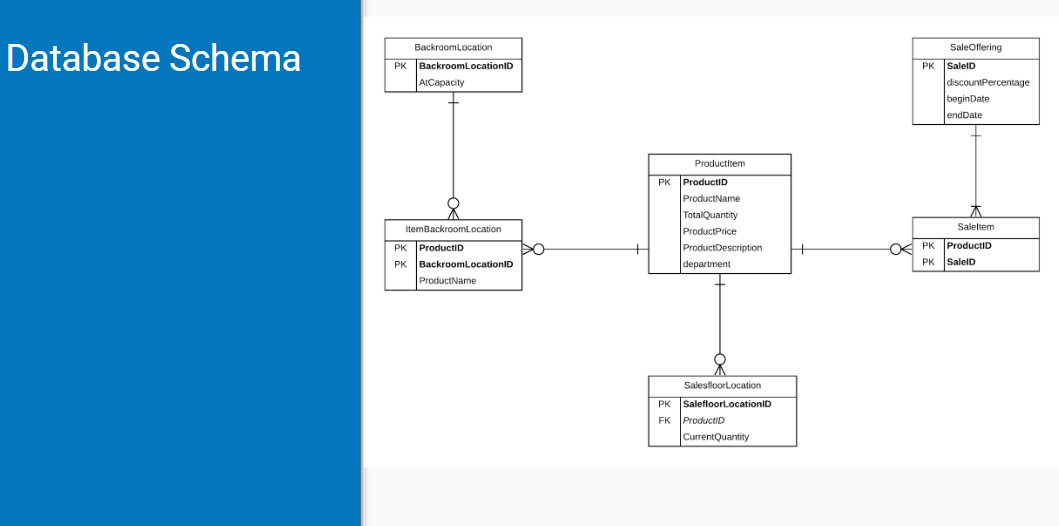 Database Schema
BackroomLocation
PK BackroomLocationID
AtCapacity
SaleOffering
PK SaleID
discountPercentage
beginDate
endDate
ProductItem
PK ProductID
ProductName
TotalQuantity
ProductPrice
ProductDescription
department
ItemBackroomLocation
PK ProductID
PK BackroomLocationID
ProductName
SaleItem
PK ProductID
PK SaleID
SalesfloorLocation
PK SalefloorLocationID
FK ProductID
CurrentQuantity